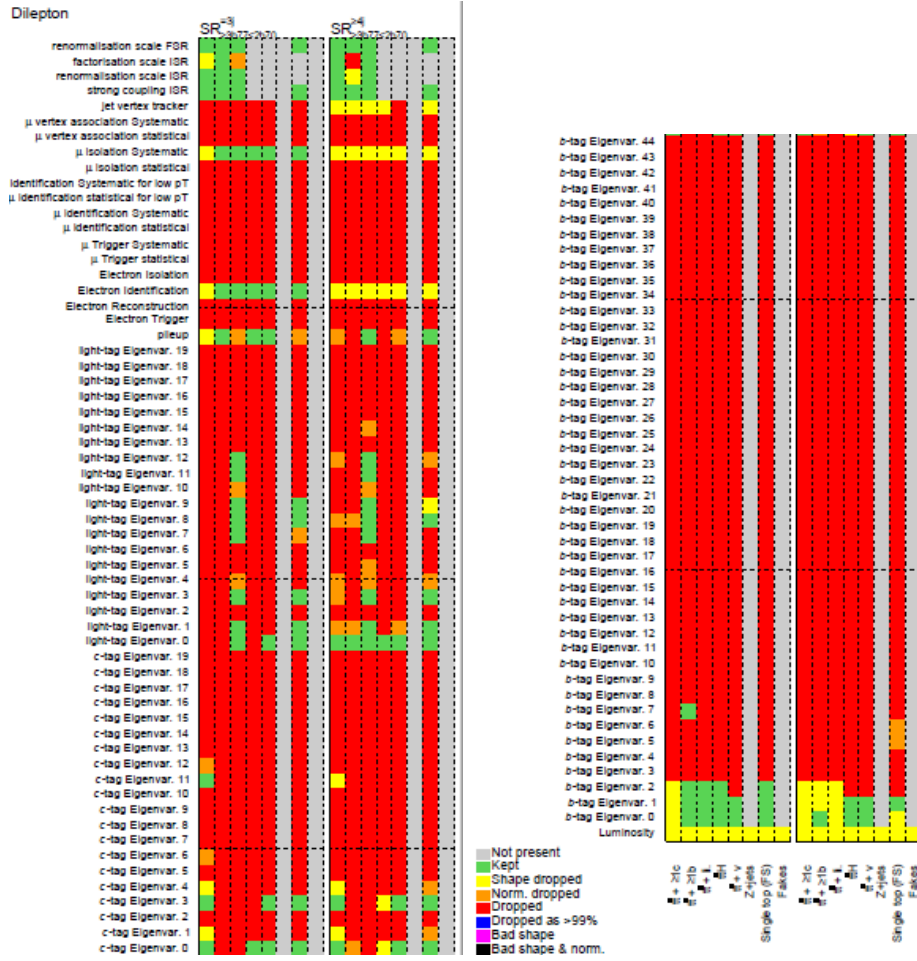 Dilepton
SR=3j ≥3b77<2b70
SR≥4j ≥3b77<2b70
renormalisation scale FSR
factorisation scale ISR
renormalisation scale ISR
strong coupling ISR
jet vertex tracker
μ vertex association Systematic
μ vertex association statistical
μ Isolation Systematic
μ Isolation statistical
Identification Systematic for low pT
μ Identification statistical for low pT
μ Identification Systematic
μ Identification statistical
μ Trigger Systematic
μ Trigger statistical
Electron Isolation
Electron Identification
Electron Reconstruction
Electron Trigger
pileup
light-tag Eigenvar. 19
light-tag Eigenvar. 18
light-tag Eigenvar. 17
light-tag Eigenvar. 16
light-tag Eigenvar. 15
light-tag Eigenvar. 14
light-tag Eigenvar. 13
light-tag Eigenvar. 12
light-tag Eigenvar. 11
light-tag Eigenvar. 10
light-tag Eigenvar. 9
light-tag Eigenvar. 8
light-tag Eigenvar. 7
light-tag Eigenvar. 6
light-tag Eigenvar. 5
light-tag Eigenvar. 4
light-tag Eigenvar. 3
light-tag Eigenvar. 2
light-tag Eigenvar. 1
light-tag Eigenvar. 0
c-tag Eigenvar. 19
c-tag Eigenvar. 18
c-tag Eigenvar. 17
c-tag Eigenvar. 16
c-tag Eigenvar. 15
c-tag Eigenvar. 14
c-tag Eigenvar. 13
c-tag Eigenvar. 12
c-tag Eigenvar. 11
c-tag Eigenvar. 10
c-tag Eigenvar. 9
c-tag Eigenvar. 8
c-tag Eigenvar. 7
c-tag Eigenvar. 6
c-tag Eigenvar. 5
c-tag Eigenvar. 4
c-tag Eigenvar. 3
c-tag Eigenvar. 2
c-tag Eigenvar. 1
c-tag Eigenvar. 0
b-tag Eigenvar. 44
b-tag Eigenvar. 43
b-tag Eigenvar. 42
b-tag Eigenvar. 41
b-tag Eigenvar. 40
b-tag Eigenvar. 39
b-tag Eigenvar. 38
b-tag Eigenvar. 37
b-tag Eigenvar. 36
b-tag Eigenvar. 35
b-tag Eigenvar. 34
b-tag Eigenvar. 33
b-tag Eigenvar. 32
b-tag Eigenvar. 31
b-tag Eigenvar. 30
b-tag Eigenvar. 29
b-tag Eigenvar. 28
b-tag Eigenvar. 27
b-tag Eigenvar. 26
b-tag Eigenvar. 25
b-tag Eigenvar. 24
b-tag Eigenvar. 23
b-tag Eigenvar. 22
b-tag Eigenvar. 21
b-tag Eigenvar. 20
b-tag Eigenvar. 19
b-tag Eigenvar. 18
b-tag Eigenvar. 17
b-tag Eigenvar. 16
b-tag Eigenvar. 15
b-tag Eigenvar. 14
b-tag Eigenvar. 13
b-tag Eigenvar. 12
b-tag Eigenvar. 11
b-tag Eigenvar. 10
b-tag Eigenvar. 9
b-tag Eigenvar. 8
b-tag Eigenvar. 7
b-tag Eigenvar. 6
b-tag Eigenvar. 5
b-tag Eigenvar. 4
b-tag Eigenvar. 3
b-tag Eigenvar. 2
b-tag Eigenvar. 1
b-tag Eigenvar. 0
Luminosity
Not present
Kept
Shape dropped
Norm. dropped
Dropped
Dropped as >99%
Bad shape
Bad shape & norm.
+ ≥1c
+ ≥1b
+ v
Z+jets
Single top (FS)
Fakes
+ ≥1c
+ ≥1b
+ v
Z+jets
Single top (FS)
Fakes